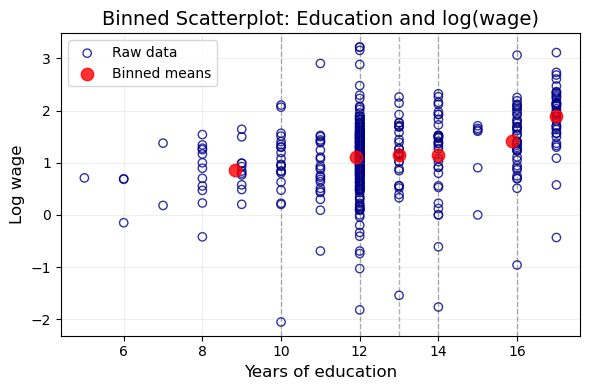 Binned Scatterplot: Education and log(wage)
Raw data
Binned means
Log wage
3
2
1
0
−1
−2
6 8 10 12 14 16
Years of education